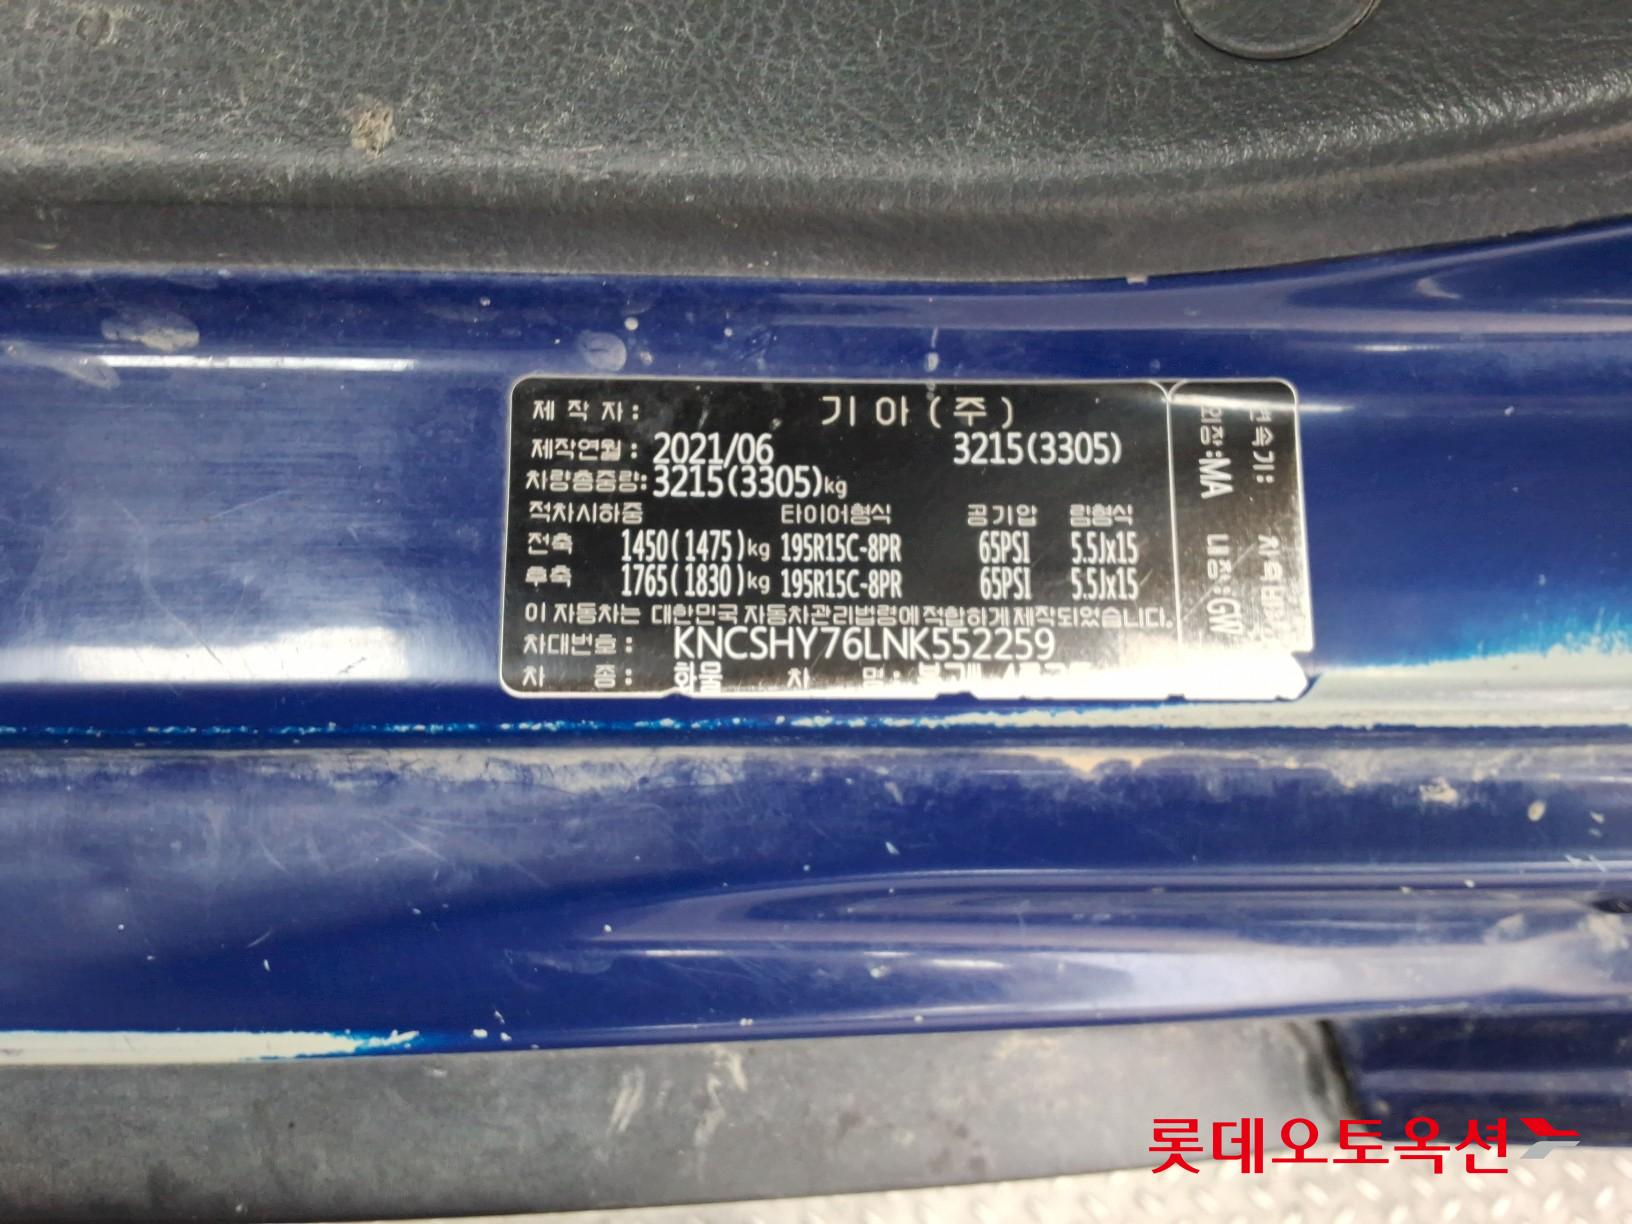 제 작 자 : 기 아 ( 주 )
제작연월 : 2021/06 3215(3305)
차량총중량: 3215(3305)kg
적차시하중 타이어형식 공기압 림형식
전축 1450(1475)kg 195R15C-8PR 65PSI 5.5Jx15
후축 1765(1830)kg 195R15C-8PR 65PSI 5.5Jx15
이 자동차는 대한민국 자동차관리법령에 적합하게 제작되었습니다.
차대번호 : KNCSHY76LNK552259
차 종 : 화물 차 명 :
변속기:
외장:MA 내장:GW
롯데오토옥션